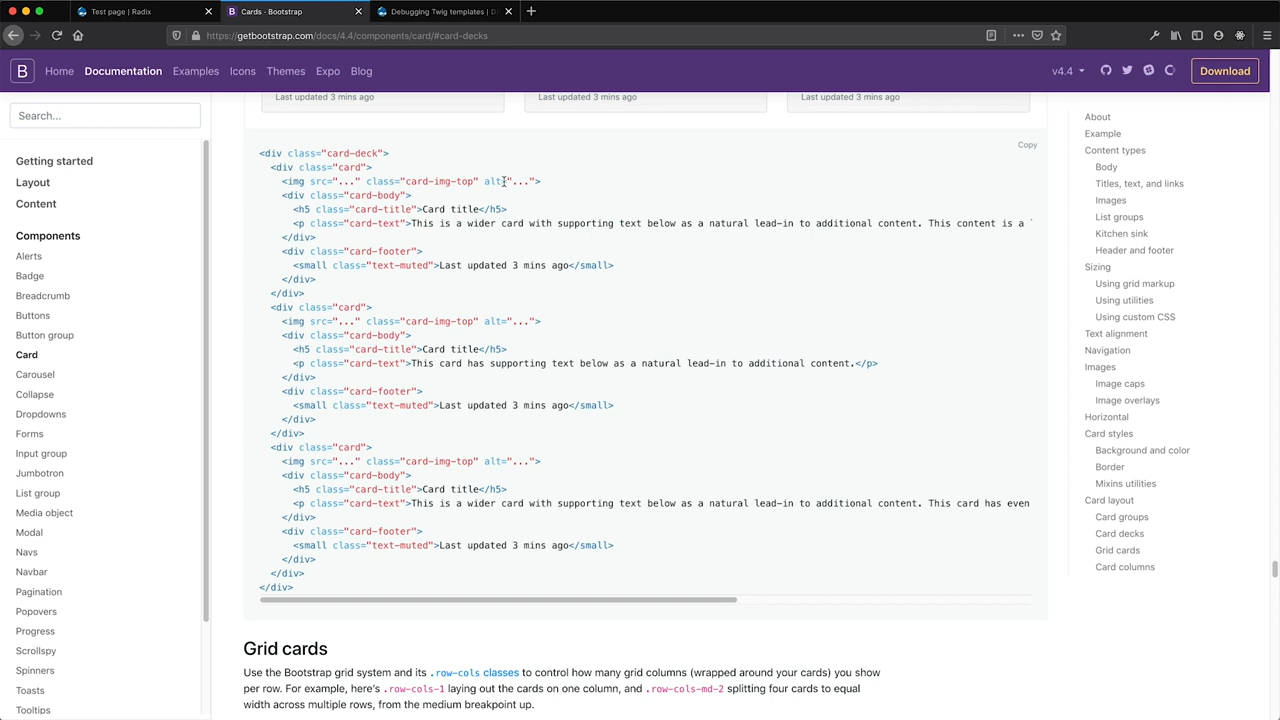 Test page | Radix
Cards · Bootstrap
Debugging Twig templates | D
https://getbootstrap.com/docs/4.4/components/card/#card-decks
B
Home
Documentation
Examples
Icons
Themes
Expo
Blog
v4.4
Download
Search...
Getting started
Layout
Content
Components
Alerts
Badge
Breadcrumb
Buttons
Button group
Card
Carousel
Collapse
Dropdowns
Forms
Input group
Jumbotron
List group
Media object
Modal
Navs
Navbar
Pagination
Popovers
Progress
Scrollspy
Spinners
Toasts
Tooltips
Last updated 3 mins ago
Last updated 3 mins ago
Last updated 3 mins ago
Copy
<div class="card-deck">
<div class="card">
<img src="..." class="card-img-top" alt="...">
<div class="card-body">
<h5 class="card-title">Card title</h5>
<p class="card-text">This is a wider card with supporting text below as a natural lead-in to additional content. This content is a
</div>
<div class="card-footer">
<small class="text-muted">Last updated 3 mins ago</small>
</div>
</div>
<div class="card">
<img src="..." class="card-img-top" alt="...">
<div class="card-body">
<h5 class="card-title">Card title</h5>
<p class="card-text">This card has supporting text below as a natural lead-in to additional content.</p>
</div>
<div class="card-footer">
<small class="text-muted">Last updated 3 mins ago</small>
</div>
</div>
<div class="card">
<img src="..." class="card-img-top" alt="...">
<div class="card-body">
<h5 class="card-title">Card title</h5>
<p class="card-text">This is a wider card with supporting text below as a natural lead-in to additional content. This card has even
</div>
<div class="card-footer">
<small class="text-muted">Last updated 3 mins ago</small>
</div>
</div>
</div>
Grid cards
Use the Bootstrap grid system and its .row-cols classes to control how many grid columns (wrapped around your cards) you show
per row. For example, here's .row-cols-1 laying out the cards on one column, and .row-cols-md-2 splitting four cards to equal
width across multiple rows, from the medium breakpoint up.
About
Example
Content types
Body
Titles, text, and links
Images
List groups
Kitchen sink
Header and footer
Sizing
Using grid markup
Using utilities
Using custom CSS
Text alignment
Navigation
Images
Image caps
Image overlays
Horizontal
Card styles
Background and color
Border
Mixins utilities
Card layout
Card groups
Card decks
Grid cards
Card columns